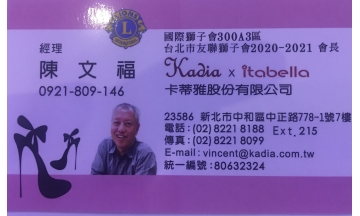 LIONS
L
國際獅子會300A3區
台北市友聯獅子會2020-2021 會長
經理
陳文福
0921-809-146
Kadia x itabella
卡蒂雅股份有限公司
23586 新北市中和區中正路778-1號7樓
電話:(02) 8221 8188 Ext. 215
傳真:(02) 8221 8099
E-mail:vincent@kadia.com.tw
統一編號:80632324